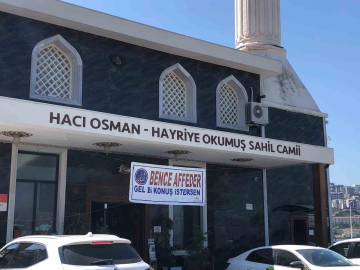 HACI OSMAN - HAYRİYE OKUMUŞ SAHİL CAMİİ
BENCE AFFEDER
GEL Bİ KONUŞ İSTERSEN